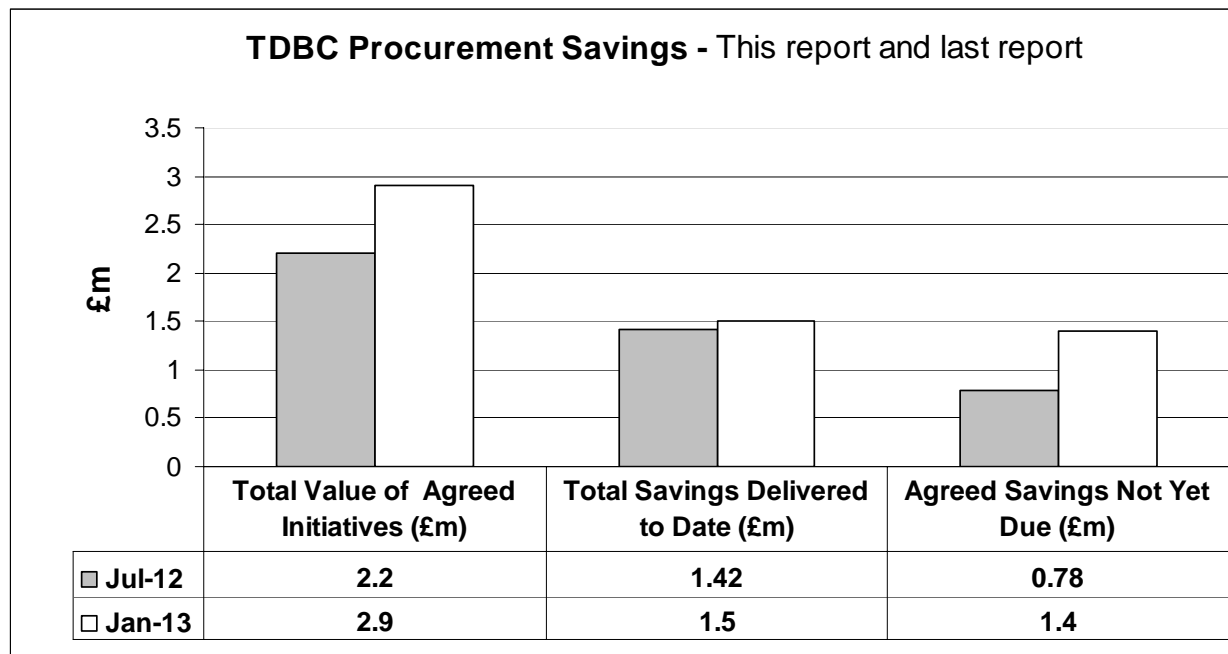 TDBC Procurement Savings - This report and last report
3.5
3
2.5
2
1.5
1
0.5
0
£m
Total Value of Agreed Initiatives (£m)
Total Savings Delivered to Date (£m)
Agreed Savings Not Yet Due (£m)
Jul-12 2.2 1.42 0.78
Jan-13 2.9 1.5 1.4